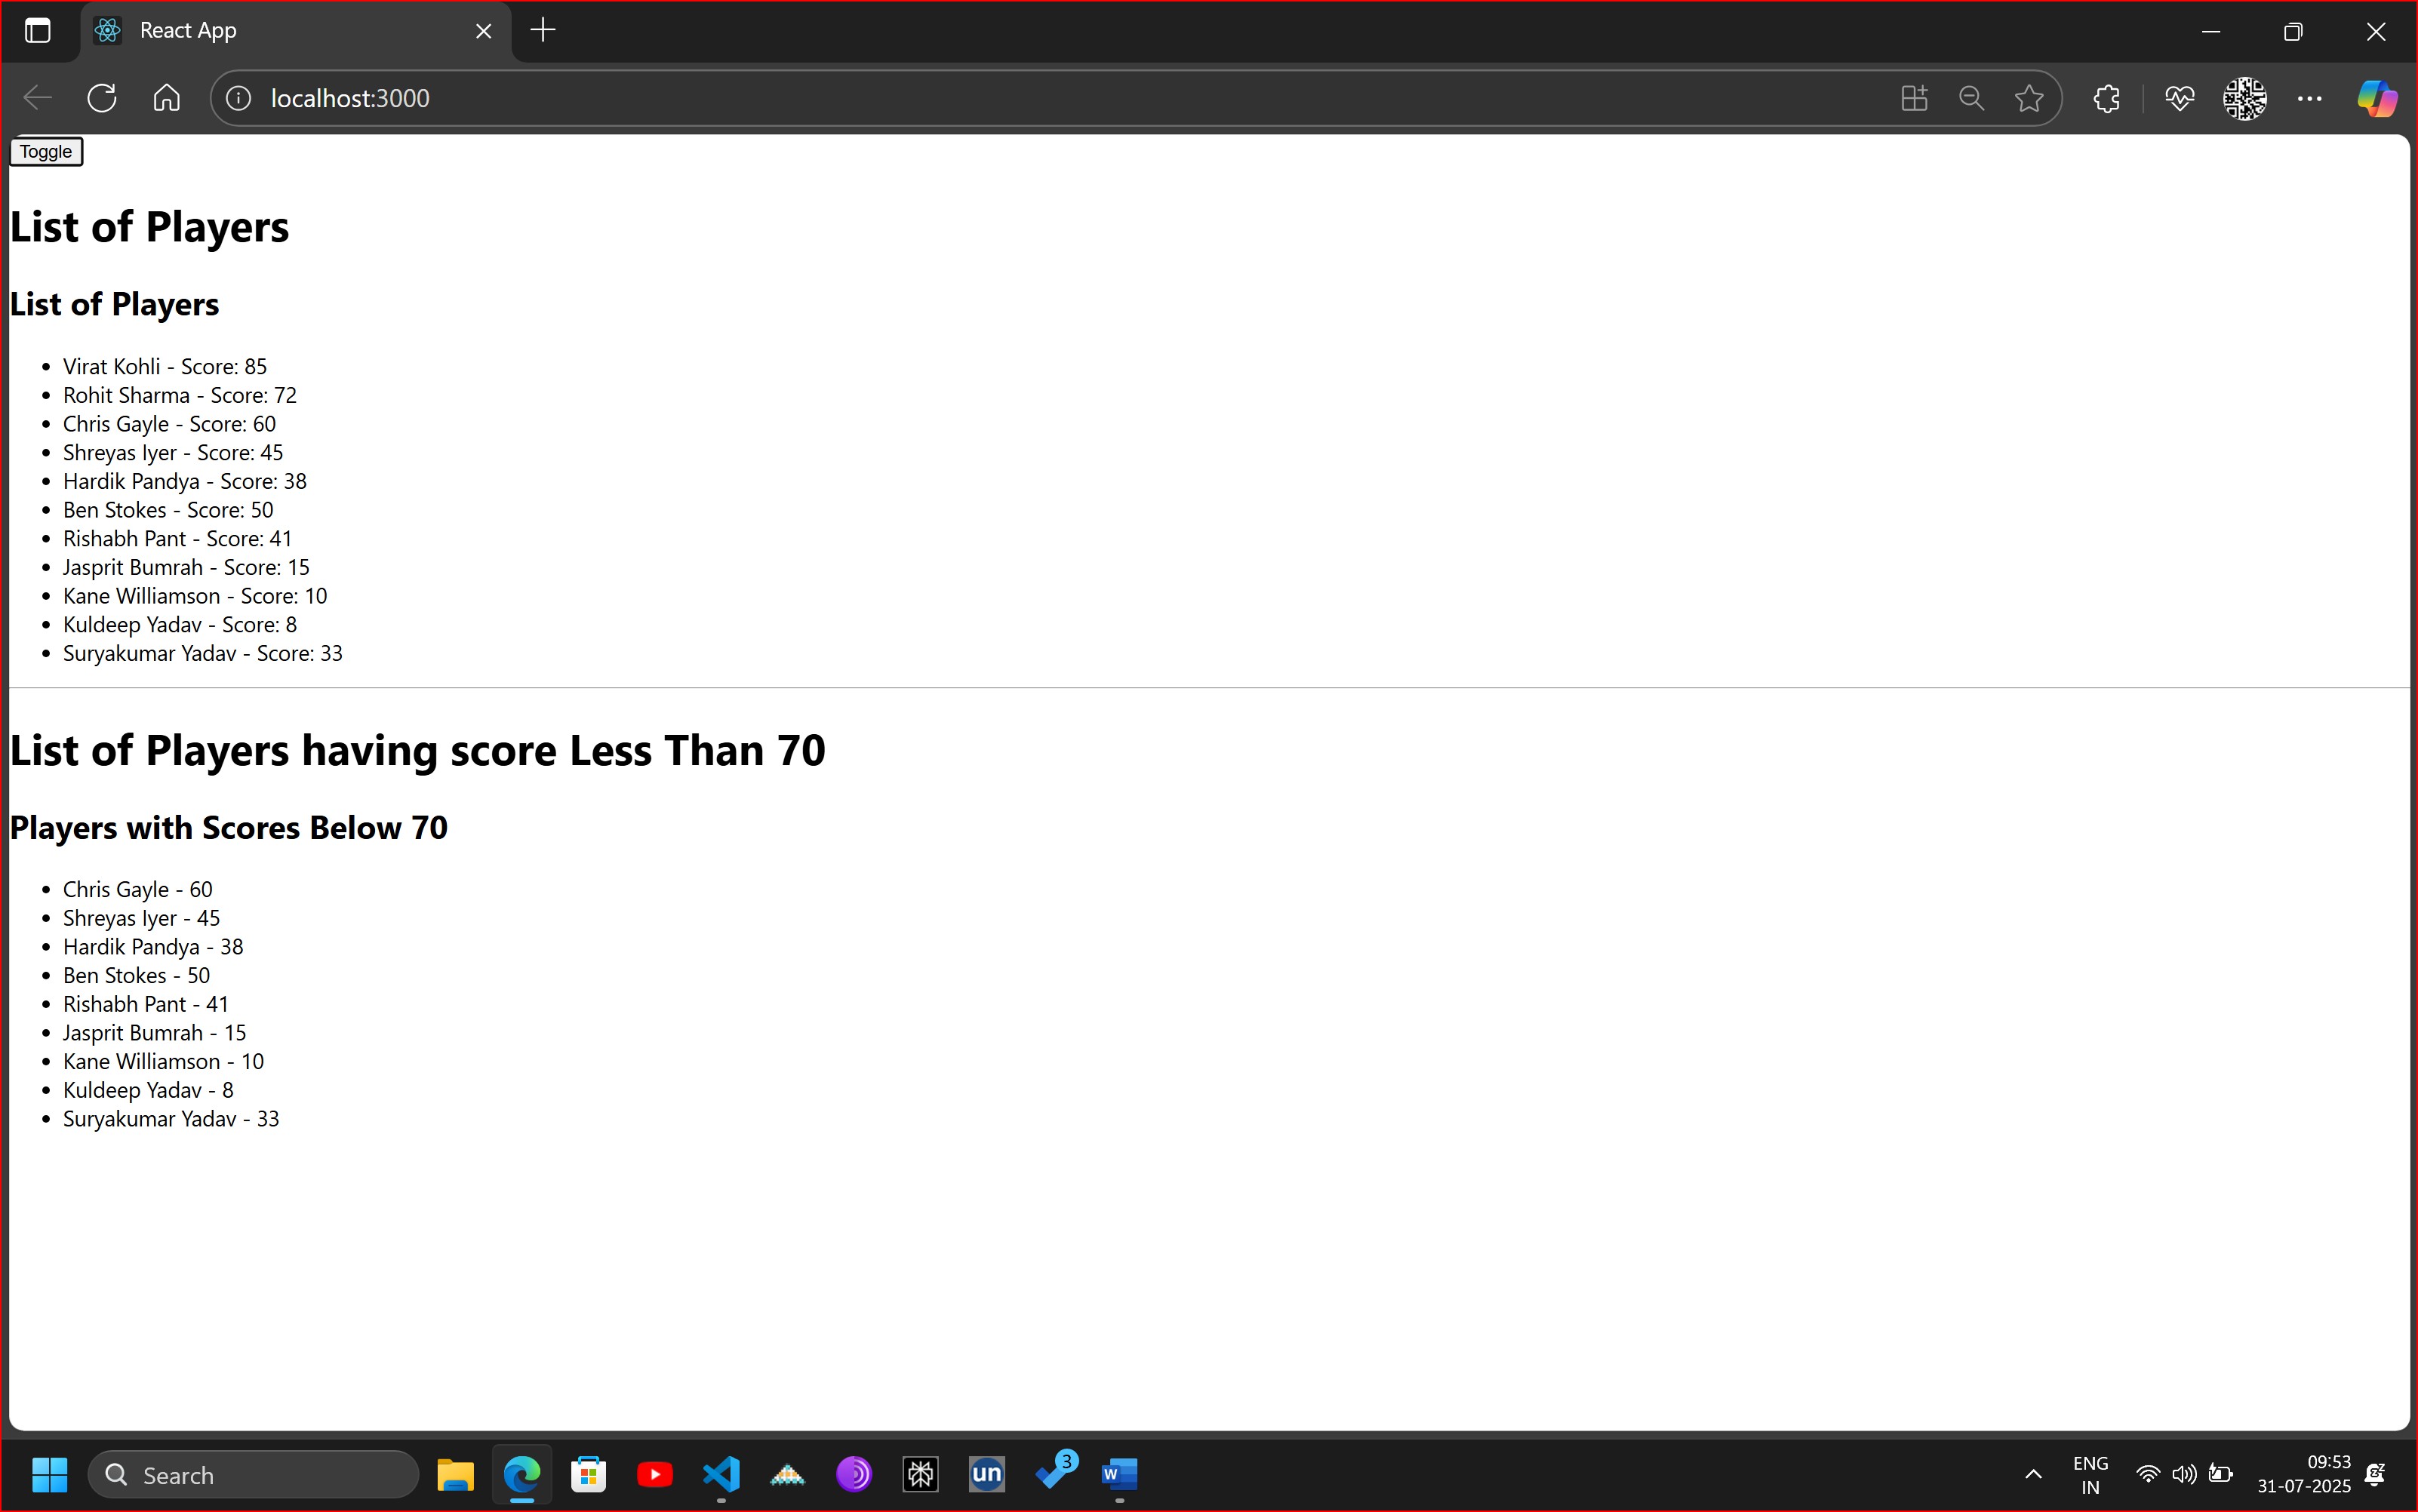 React App
localhost:3000
Toggle
List of Players
List of Players
Virat Kohli - Score: 85
Rohit Sharma - Score: 72
Chris Gayle - Score: 60
Shreyas Iyer - Score: 45
Hardik Pandya - Score: 38
Ben Stokes - Score: 50
Rishabh Pant - Score: 41
Jasprit Bumrah - Score: 15
Kane Williamson - Score: 10
Kuldeep Yadav - Score: 8
Suryakumar Yadav - Score: 33
List of Players having score Less Than 70
Players with Scores Below 70
Chris Gayle - 60
Shreyas Iyer - 45
Hardik Pandya - 38
Ben Stokes - 50
Rishabh Pant - 41
Jasprit Bumrah - 15
Kane Williamson - 10
Kuldeep Yadav - 8
Suryakumar Yadav - 33
Search
un
3
W
ENG
IN
09:53
31-07-2025